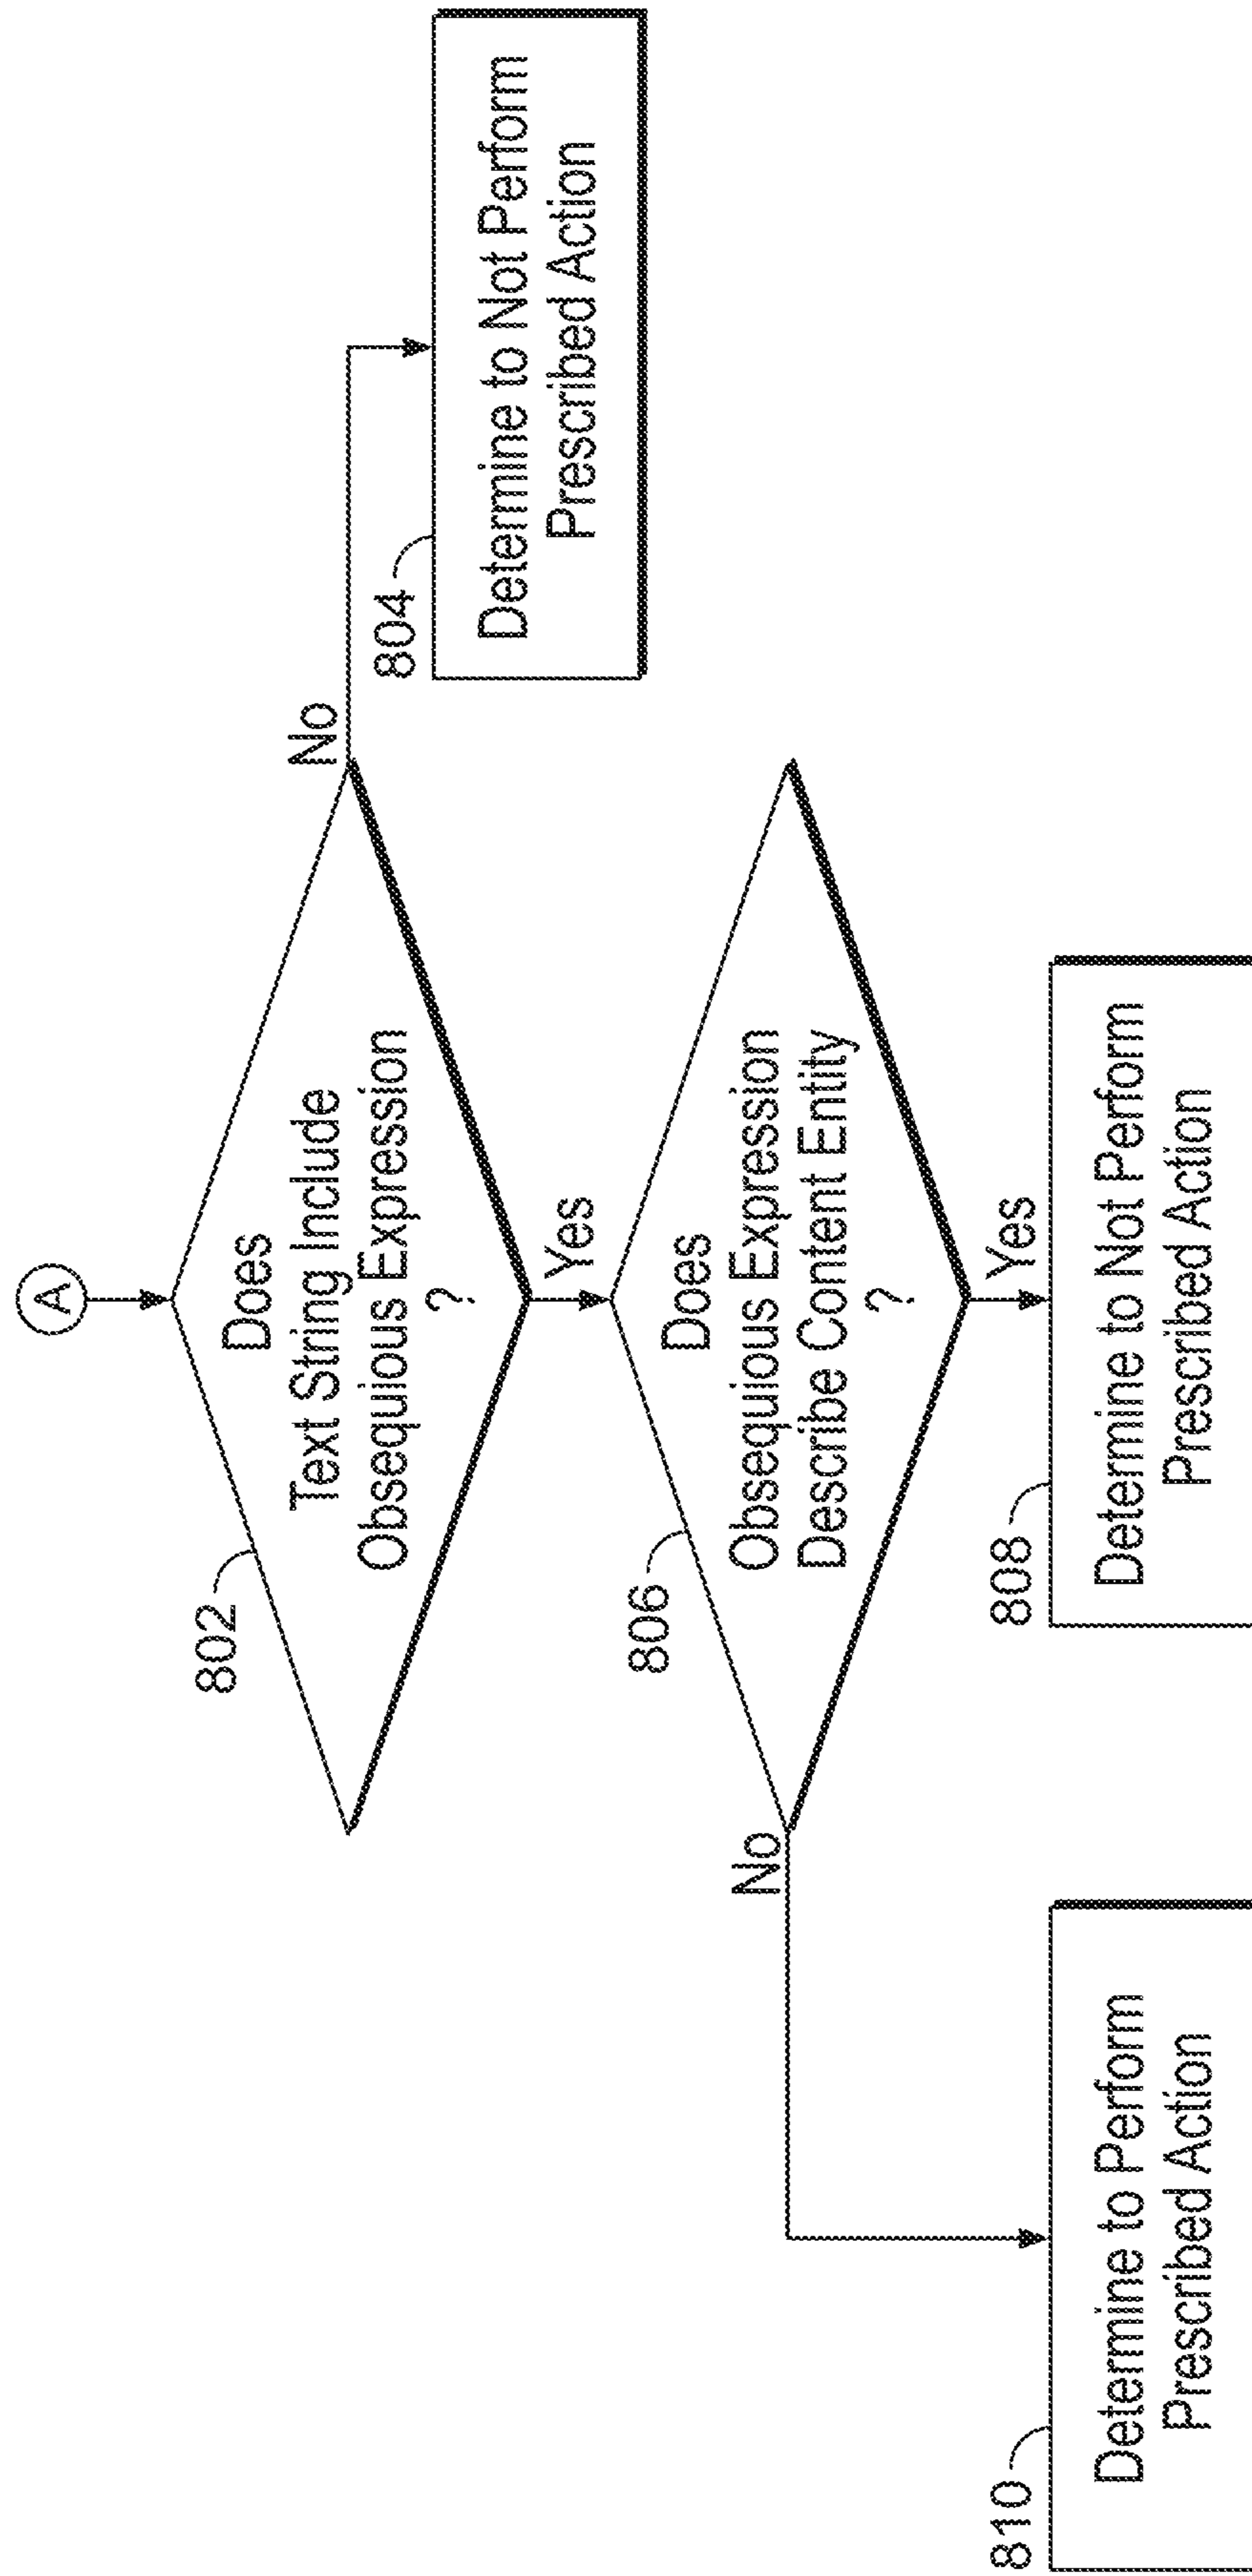 A
802
Does
Text String Include
Obsequious Expression
?
No
804
Determine to Not Perform
Prescribed Action
Yes
806
Does
Obsequious Expression
Describe Content Entity
?
No
Yes
810
Determine to Perform
Prescribed Action
808
Determine to Not Perform
Prescribed Action